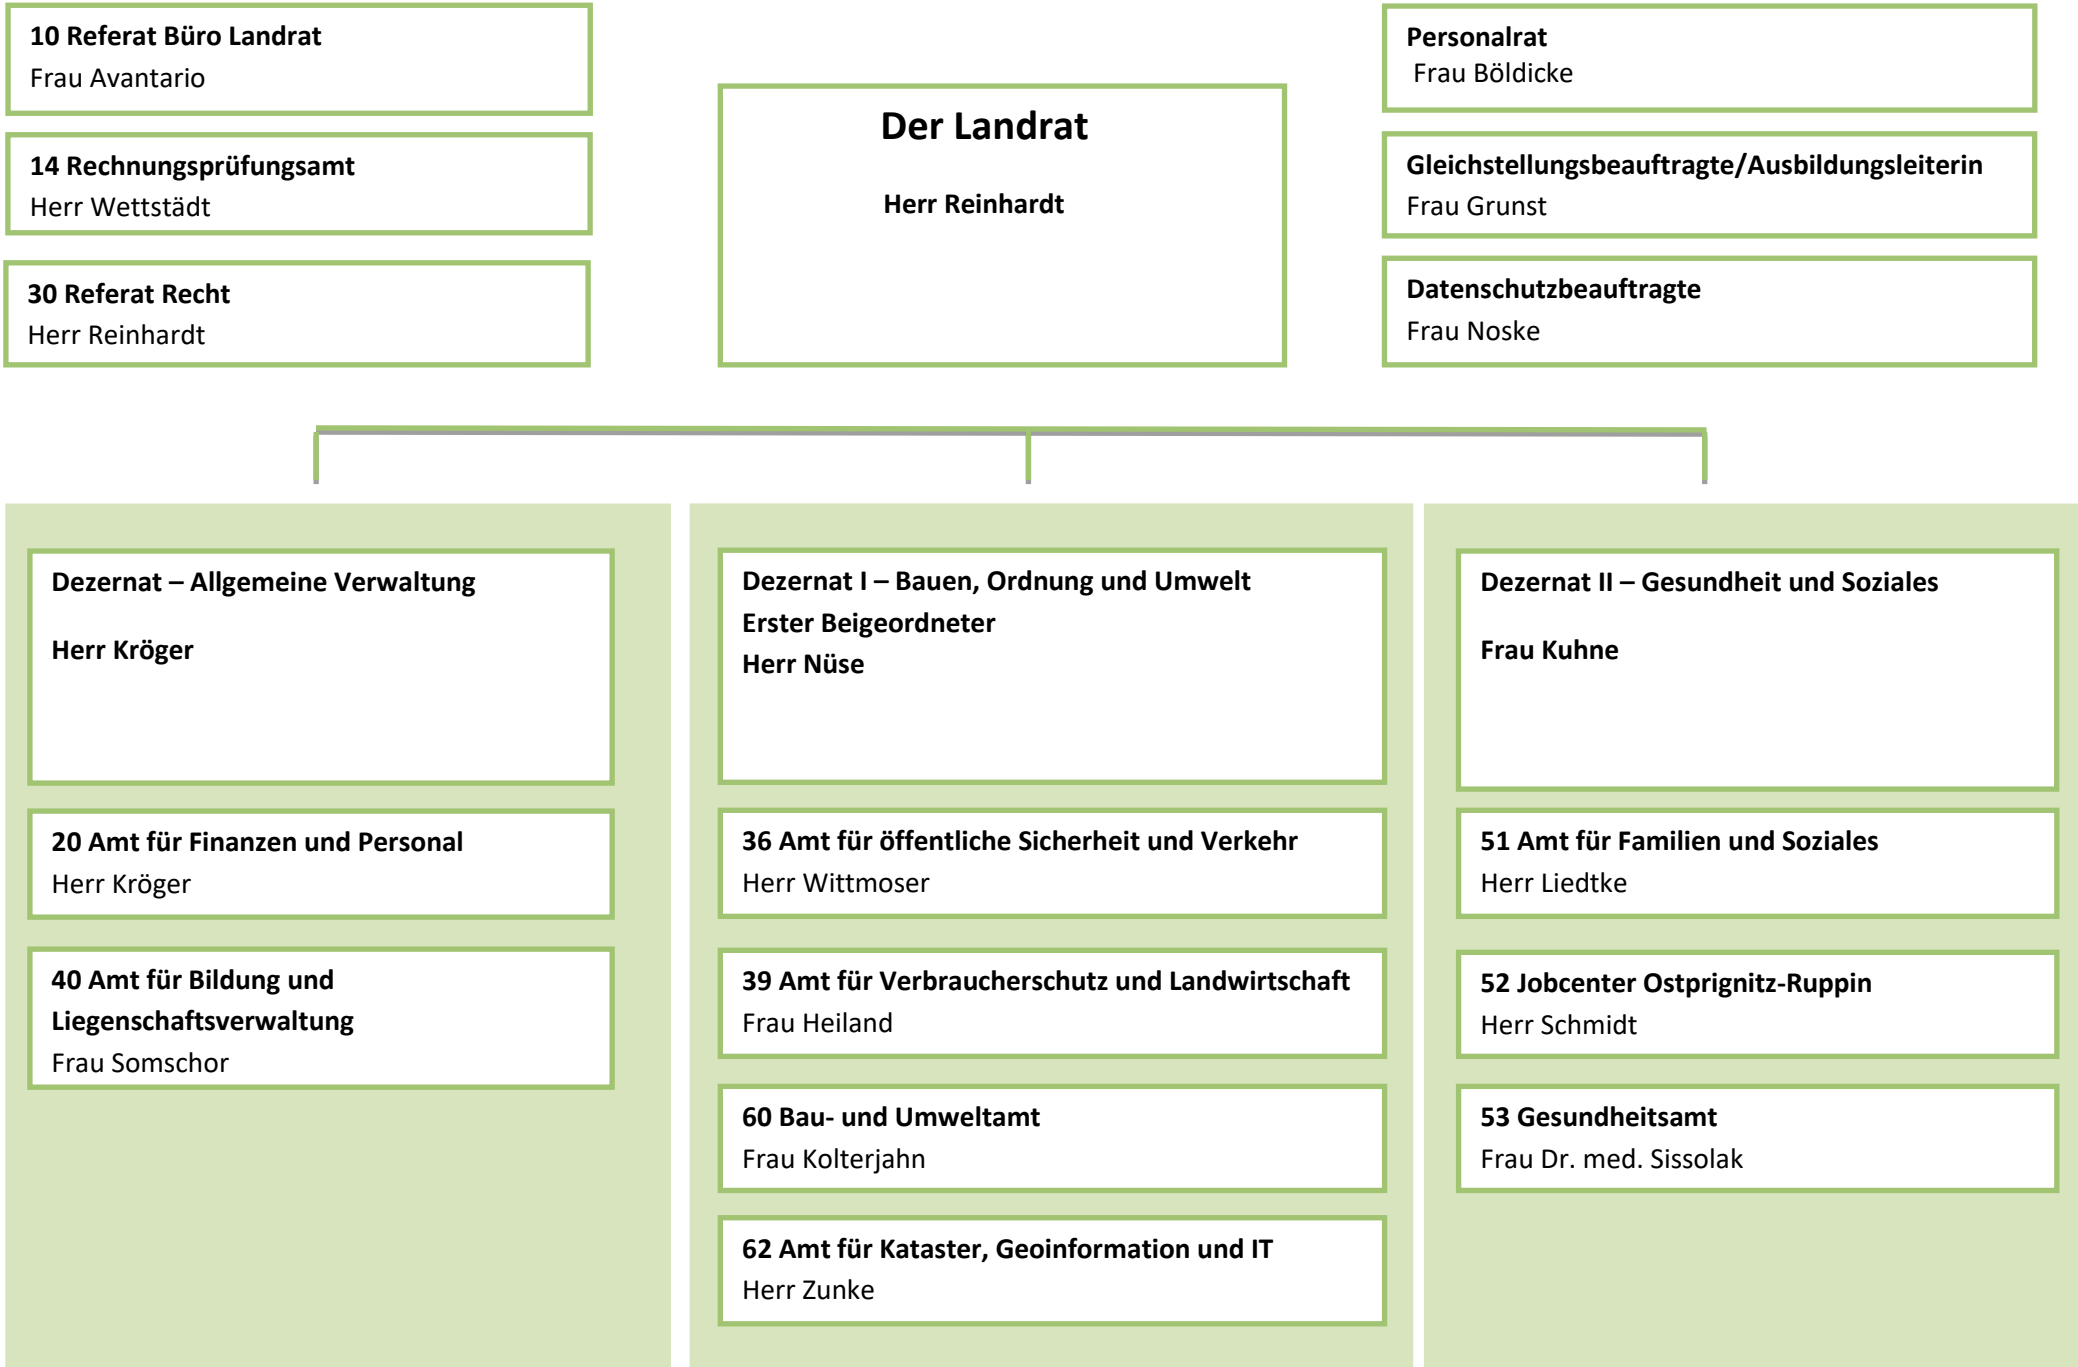 10 Referat Büro Landrat
Frau Avantario
14 Rechnungsprüfungsamt
Herr Wettstädt
30 Referat Recht
Herr Reinhardt
Der Landrat
Herr Reinhardt
Personalrat
Frau Böldicke
Gleichstellungsbeauftragte/Ausbildungsleiterin
Frau Grunst
Datenschutzbeauftragte
Frau Noske
Dezernat – Allgemeine Verwaltung
Herr Kröger
20 Amt für Finanzen und Personal
Herr Kröger
40 Amt für Bildung und
Liegenschaftsverwaltung
Frau Somschor
Dezernat I – Bauen, Ordnung und Umwelt
Erster Beigeordneter
Herr Nüse
36 Amt für öffentliche Sicherheit und Verkehr
Herr Wittmoser
39 Amt für Verbraucherschutz und Landwirtschaft
Frau Heiland
60 Bau- und Umweltamt
Frau Kolterjahn
62 Amt für Kataster, Geoinformation und IT
Herr Zunke
Dezernat II – Gesundheit und Soziales
Frau Kuhne
51 Amt für Familien und Soziales
Herr Liedtke
52 Jobcenter Ostprignitz-Ruppin
Herr Schmidt
53 Gesundheitsamt
Frau Dr. med. Sissolak